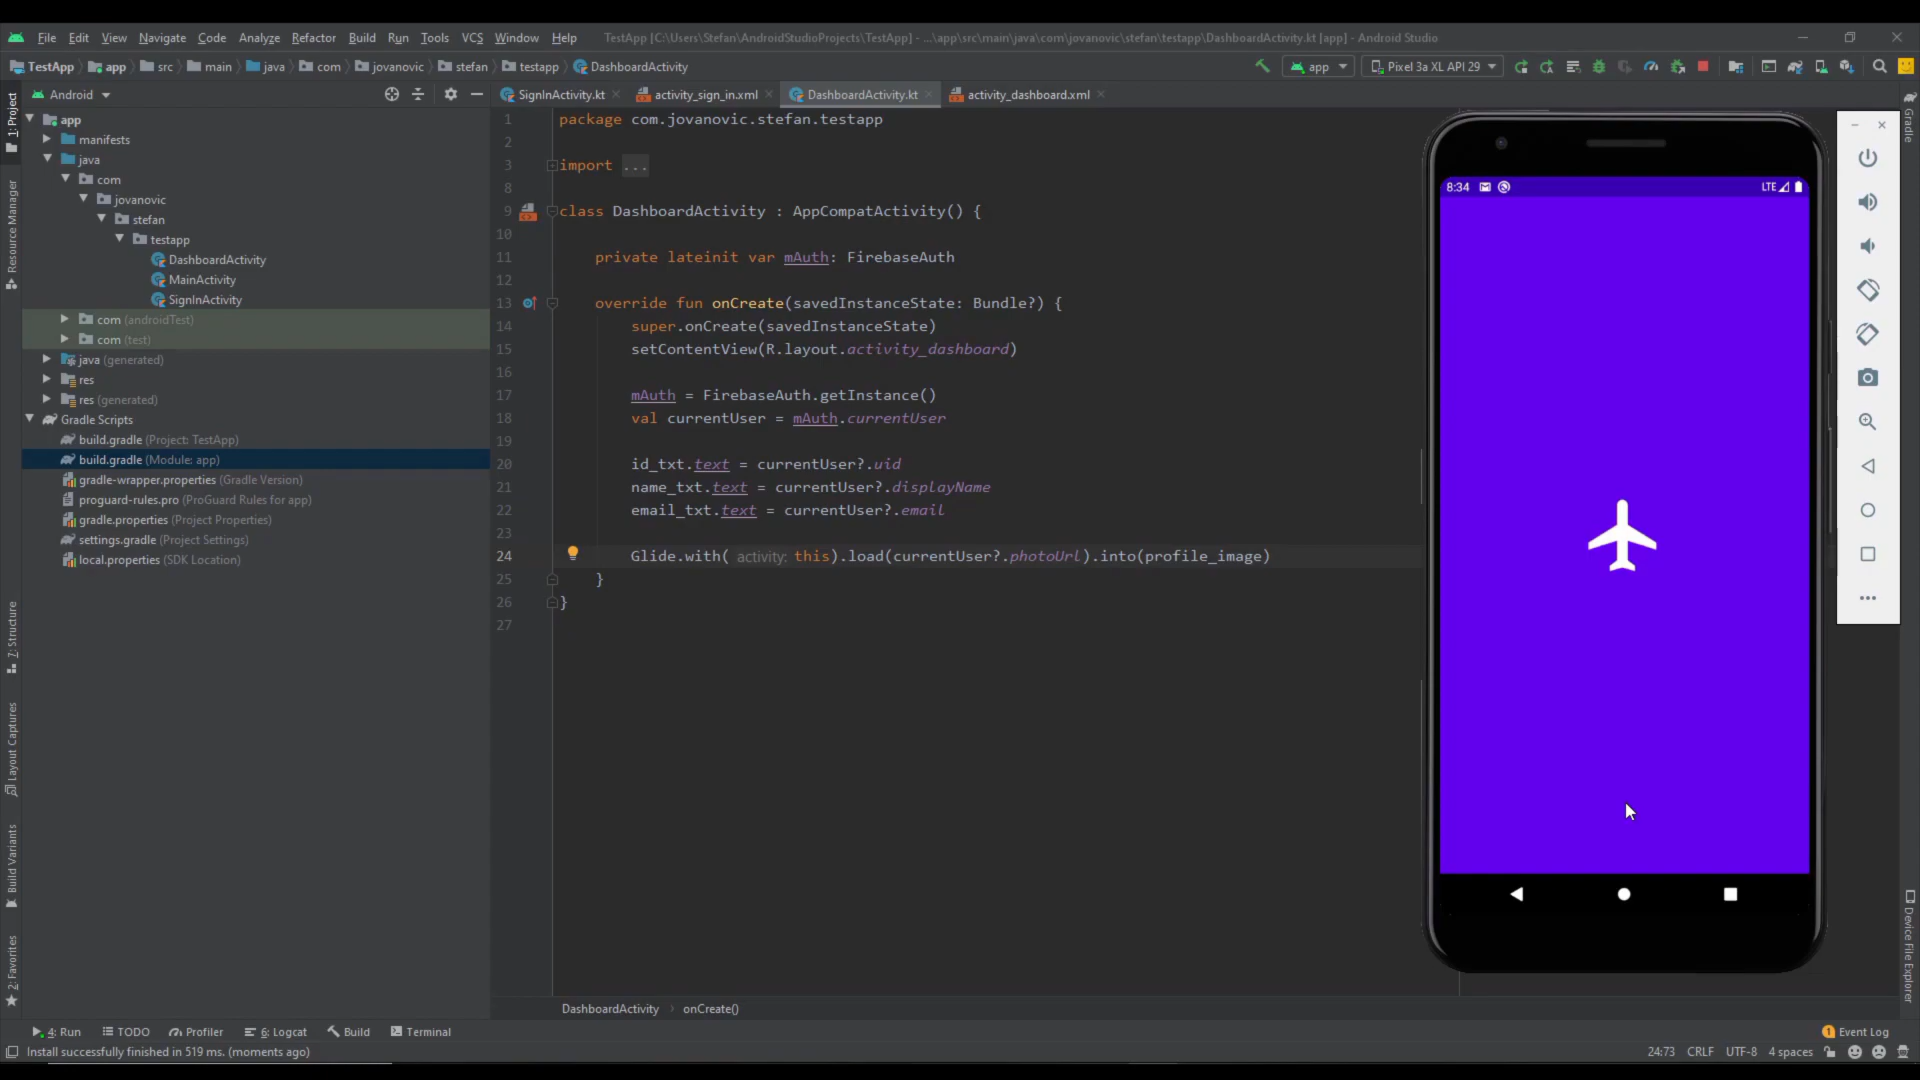 File Edit View Navigate Code Analyze Refactor Build Run Tools VCS Window Help TestApp [C:\Users\Stefan\AndroidStudioProjects\TestApp] - ...\app\src\main\java\com\jovanovic\stefan\testapp\DashboardActivity.kt [app] - Android Studio
TestApp app src main java com jovanovic stefan testapp DashboardActivity app Pixel 3a XL API 29
Android
SignInActivity.kt activity_sign_in.xml DashboardActivity.kt activity_dashboard.xml
1: Project
Resource Manager
7: Structure
Layout Captures
Build Variants
2: Favorites
app
manifests
java
com
jovanovic
stefan
testapp
DashboardActivity
MainActivity
SignInActivity
com (androidTest)
com (test)
java (generated)
res
res (generated)
Gradle Scripts
build.gradle (Project: TestApp)
build.gradle (Module: app)
gradle-wrapper.properties (Gradle Version)
proguard-rules.pro (ProGuard Rules for app)
gradle.properties (Project Properties)
settings.gradle (Project Settings)
local.properties (SDK Location)
1 package com.jovanovic.stefan.testapp
2
3 import ...
8
9 class DashboardActivity : AppCompatActivity() {
10
11 private lateinit var mAuth: FirebaseAuth
12
13 override fun onCreate(savedInstanceState: Bundle?) {
14 super.onCreate(savedInstanceState)
15 setContentView(R.layout.activity_dashboard)
16
17 mAuth = FirebaseAuth.getInstance()
18 val currentUser = mAuth.currentUser
19
20 id_txt.text = currentUser?.uid
21 name_txt.text = currentUser?.displayName
22 email_txt.text = currentUser?.email
23
24 Glide.with( activity: this).load(currentUser?.photoUrl).into(profile_image)
25 }
26 }
27
8:34 LTE
Gradle
Device File Explorer
DashboardActivity › onCreate()
4: Run TODO Profiler 6: Logcat Build Terminal 1 Event Log
Install successfully finished in 519 ms. (moments ago) 24:73 CRLF UTF-8 4 spaces